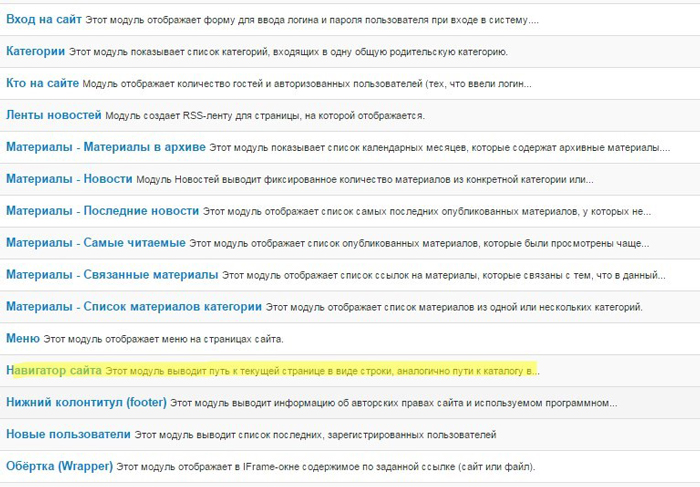 Вход на сайт Этот модуль отображает форму для ввода логина и пароля пользователя при входе в систему....
Категории Этот модуль показывает список категорий, входящих в одну общую родительскую категорию.
Кто на сайте Модуль отображает количество гостей и авторизованных пользователей (тех, что ввели логин...
Ленты новостей Модуль создает RSS-ленту для страницы, на которой отображается.
Материалы - Материалы в архиве Этот модуль показывает список календарных месяцев, которые содержат архивные материалы....
Материалы - Новости Модуль Новостей выводит фиксированное количество материалов из конкретной категории или...
Материалы - Последние новости Этот модуль отображает список самых последних опубликованных материалов, у которых не...
Материалы - Самые читаемые Этот модуль отображает список опубликованных материалов, которые были просмотрены чаще...
Материалы - Связанные материалы Этот модуль отображает список ссылок на материалы, которые связаны с тем, что в данный...
Материалы - Список материалов категории Этот модуль отображает список материалов из одной или нескольких категорий.
Меню Этот модуль отображает меню на страницах сайта.
Навигатор сайта Этот модуль выводит путь к текущей странице в виде строки, аналогично пути к каталогу в...
Нижний колонтитул (footer) Этот модуль выводит информацию об авторских правах сайта и используемом программном...
Новые пользователи Этот модуль выводит список последних, зарегистрированных пользователей
Обёртка (Wrapper) Этот модуль отображает в IFrame-окне содержимое по заданной ссылке (сайт или файл).